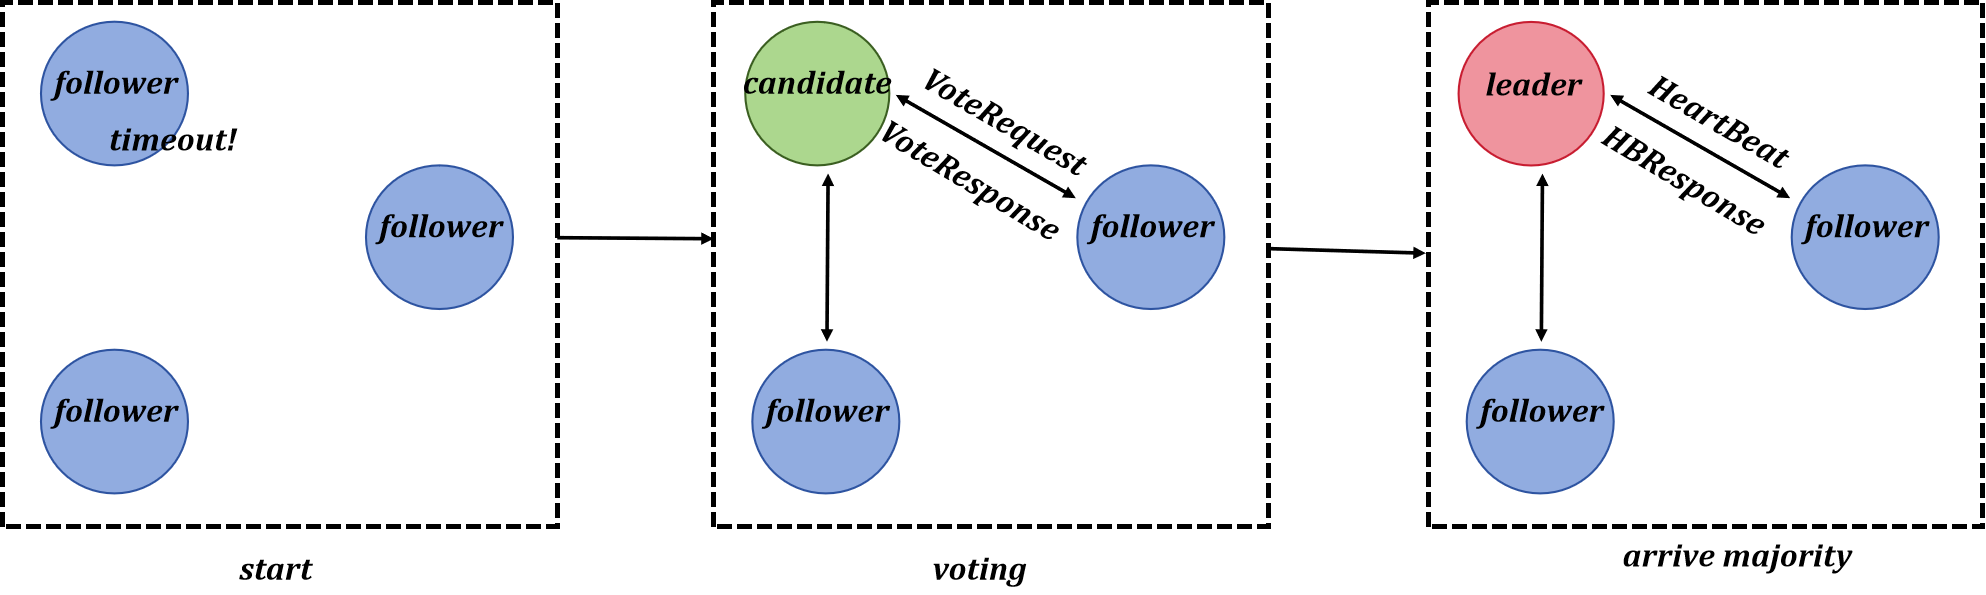 follower
timeout!
follower
follower
start
candidate
VoteRequest
VoteResponse
follower
follower
voting
leader
HeartBeat
HBResponse
follower
follower
arrive majority